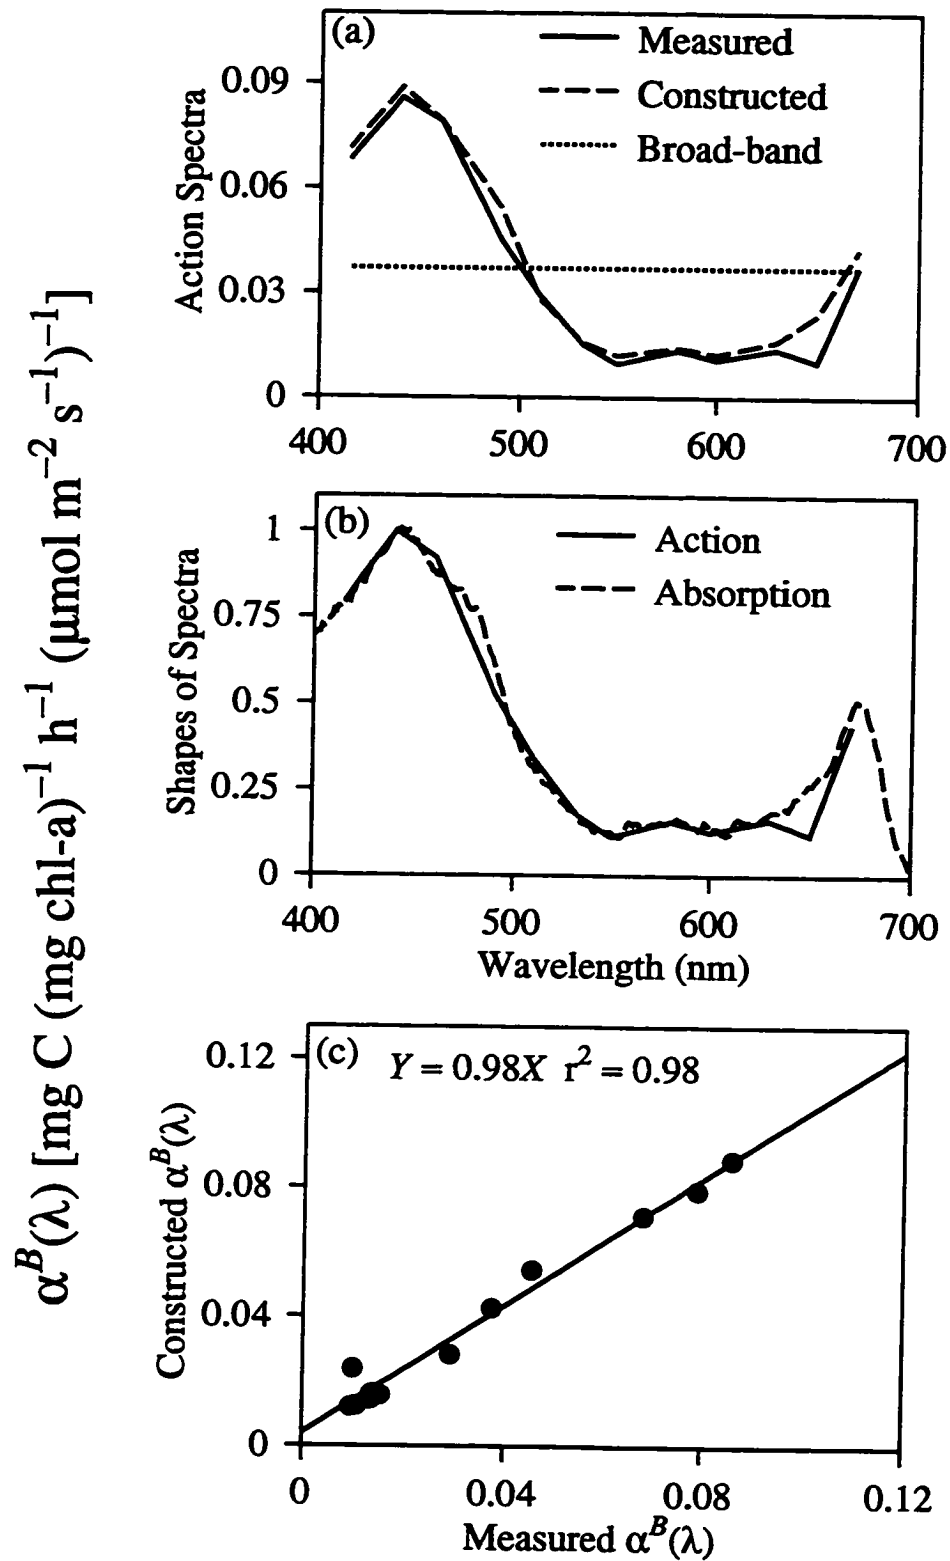 α^B(λ) [mg C (mg chl-a)⁻¹ h⁻¹ (μmol m⁻² s⁻¹)⁻¹]
(a)
Measured
Constructed
Broad-band
Action Spectra
0.09
0.06
0.03
0
400
500
600
700
(b)
Action
Absorption
Shapes of Spectra
1
0.75
0.5
0.25
0
400
500
600
700
Wavelength (nm)
(c)
Y = 0.98X r² = 0.98
Constructed α^B(λ)
0.12
0.08
0.04
0
0
0.04
0.08
0.12
Measured α^B(λ)